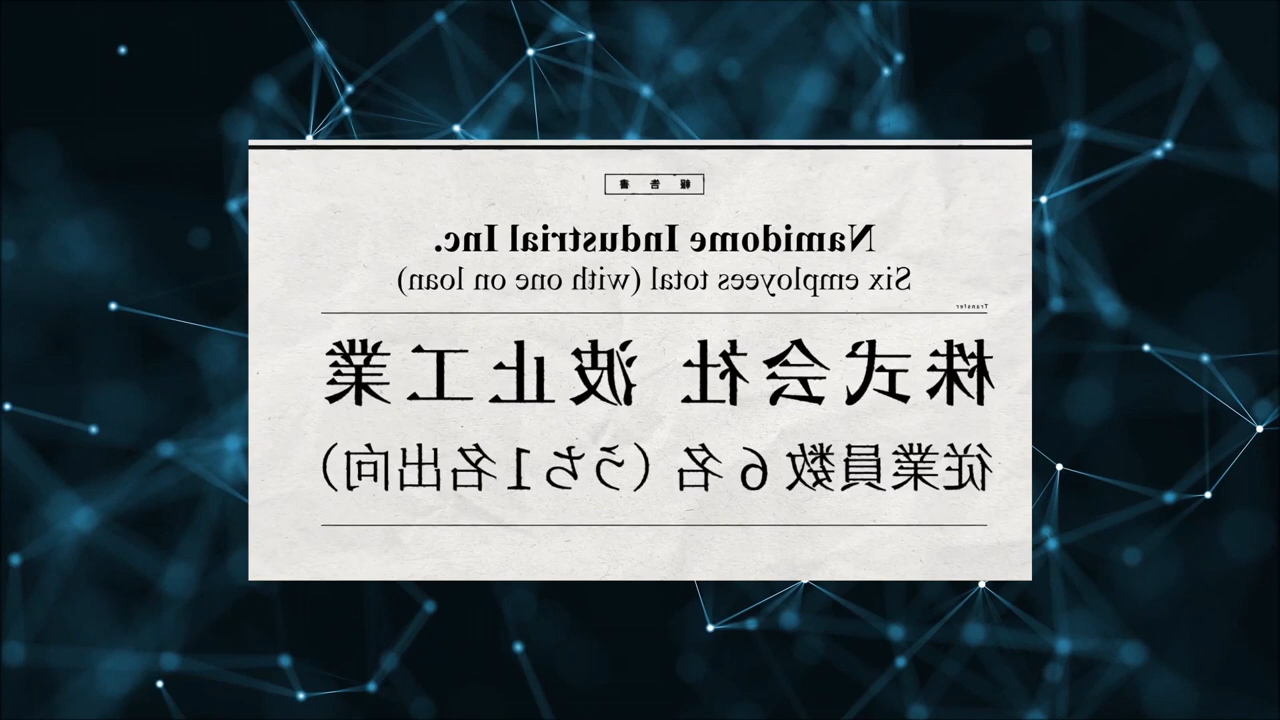 報告書
Namidome Industrial Inc.
Six employees total (with one on loan)
Transfer
株式会社 波止工業
従業員数6名(うち1名出向)